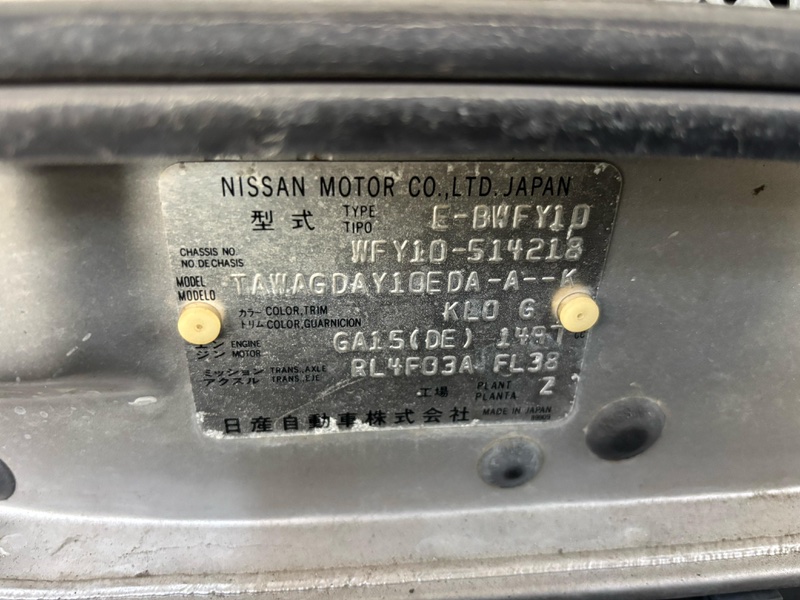 NISSAN MOTOR CO., LTD. JAPAN
型式 TYPE TIPO E-BWFY10
CHASSIS NO. NO. DE CHASIS WFY10-514218
MODEL MODELO TAWAGDAY10EDA-A--K
カラー COLOR, TRIM トリム COLOR, GUARNICION KL0 G
エンジン ENGINE MOTOR GA15(DE) 1497 cc
ミッション TRANS., AXLE アクスル TRANS., EJE RL4F03A FL38
工場 PLANT PLANTA Z
日産自動車株式会社 MADE IN JAPAN